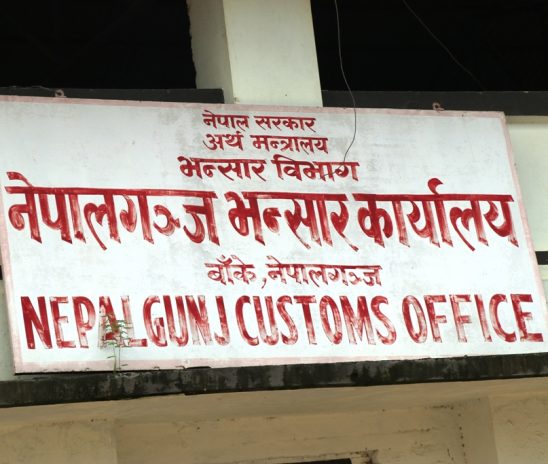 नेपाल सरकार
अर्थ मन्त्रालय
भन्सार विभाग
नेपालगञ्ज भन्सार कार्यालय
बाँके, नेपालगञ्ज
NEPALGUNJ CUSTOMS OFFICE